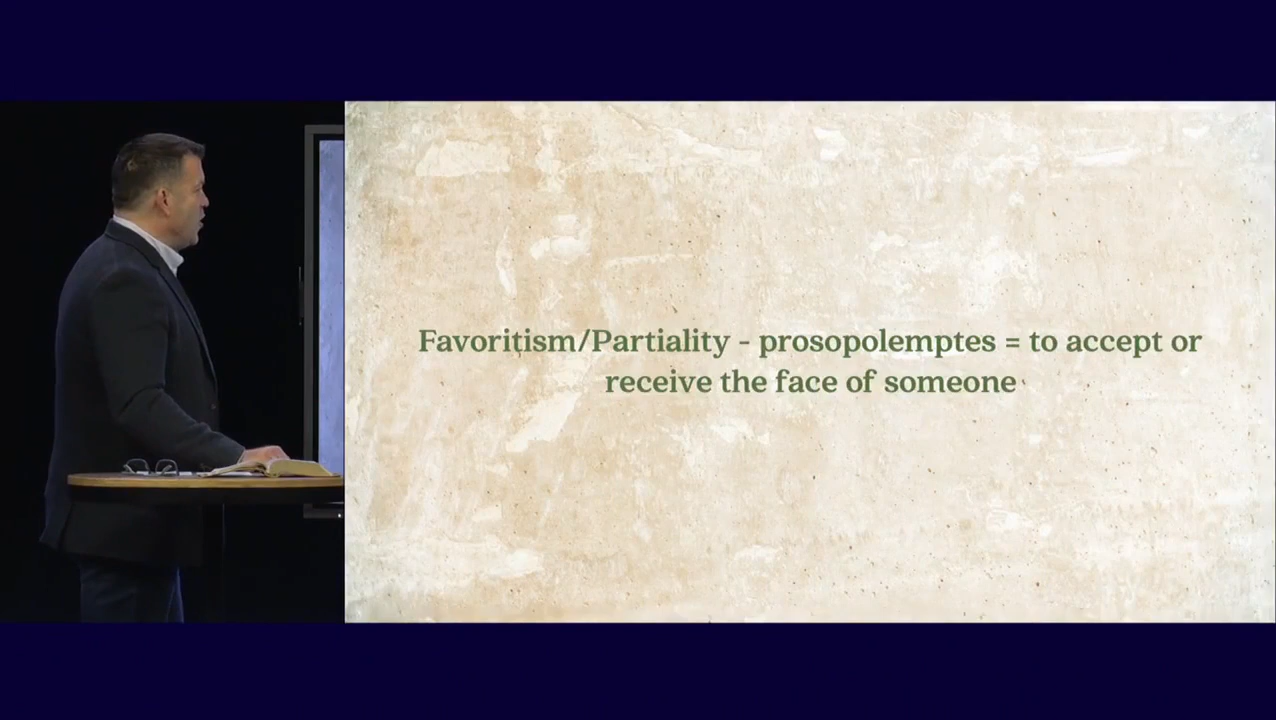 Favoritism/Partiality - prosopolemptes = to accept or
receive the face of someone